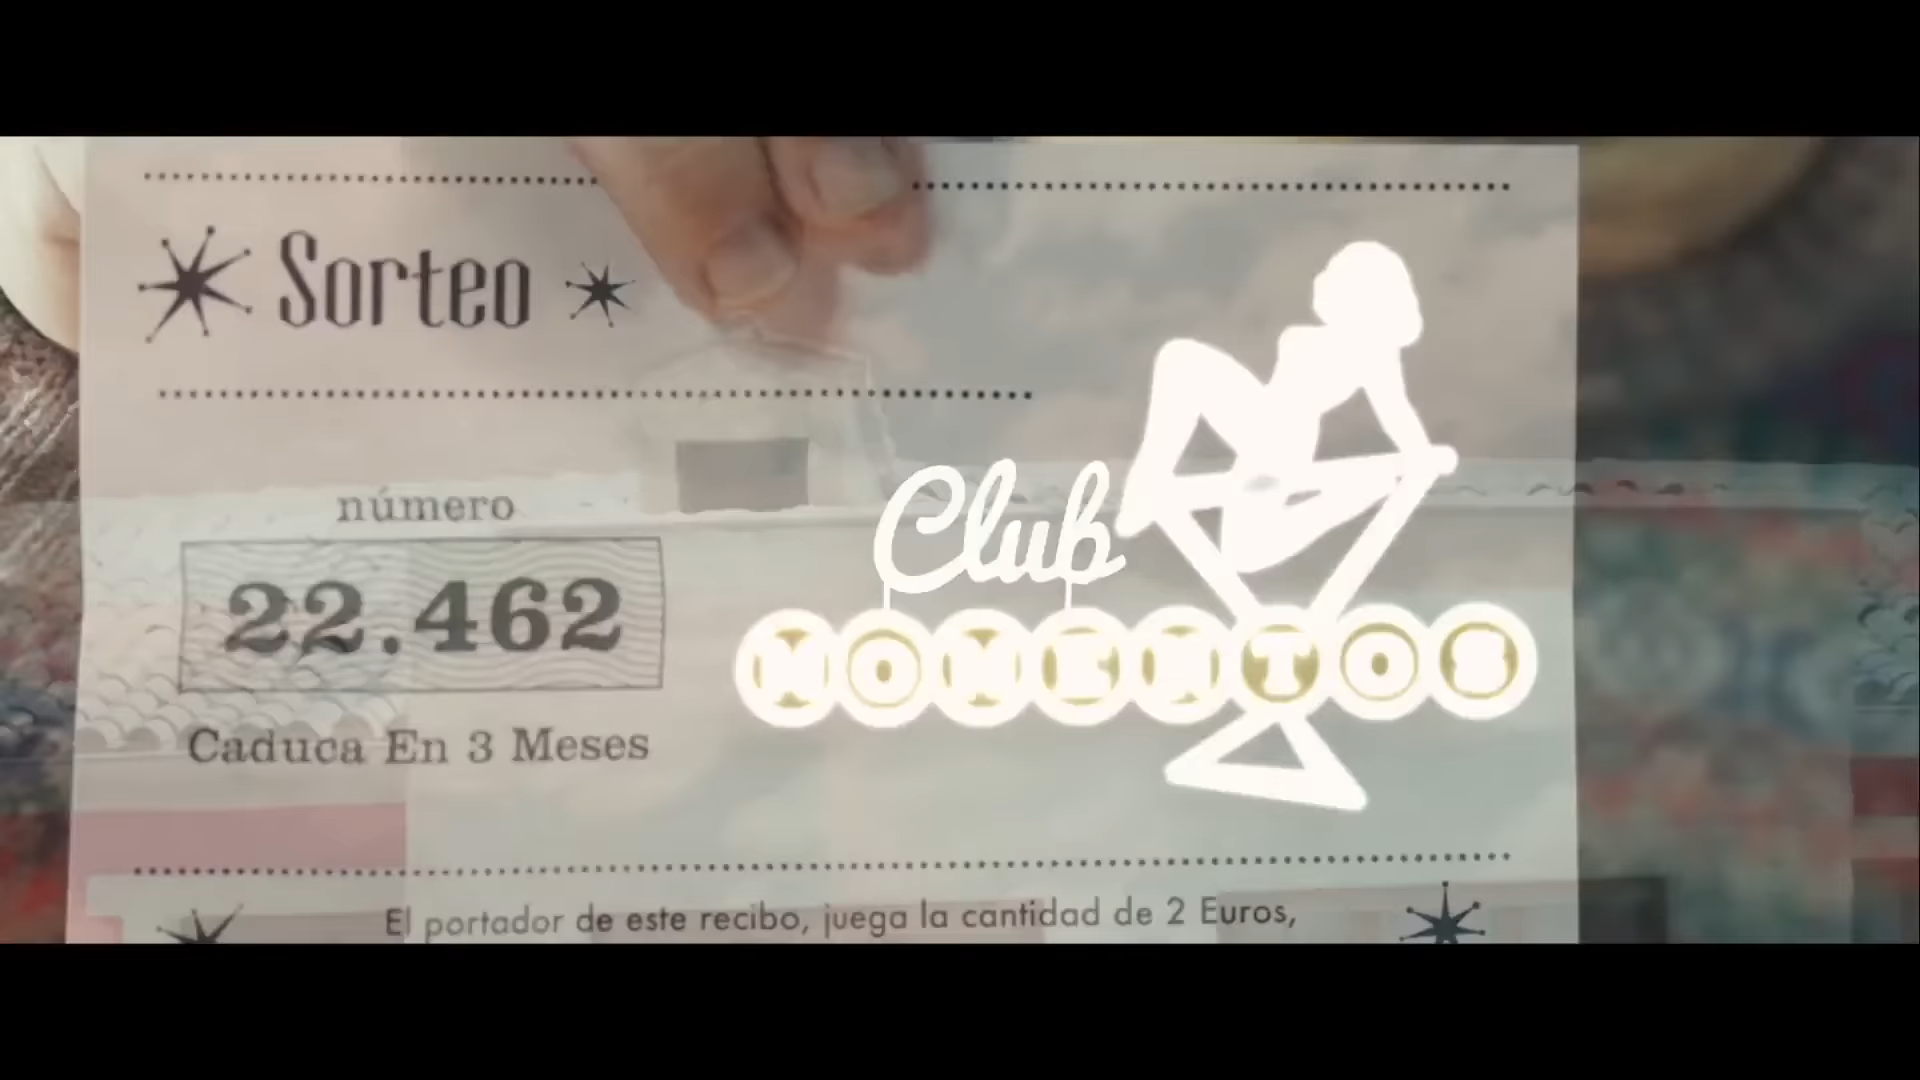 Sorteo
número
22.462
Caduca En 3 Meses
Club
MOMENTOS
El portador de este recibo, juega la cantidad de 2 Euros,